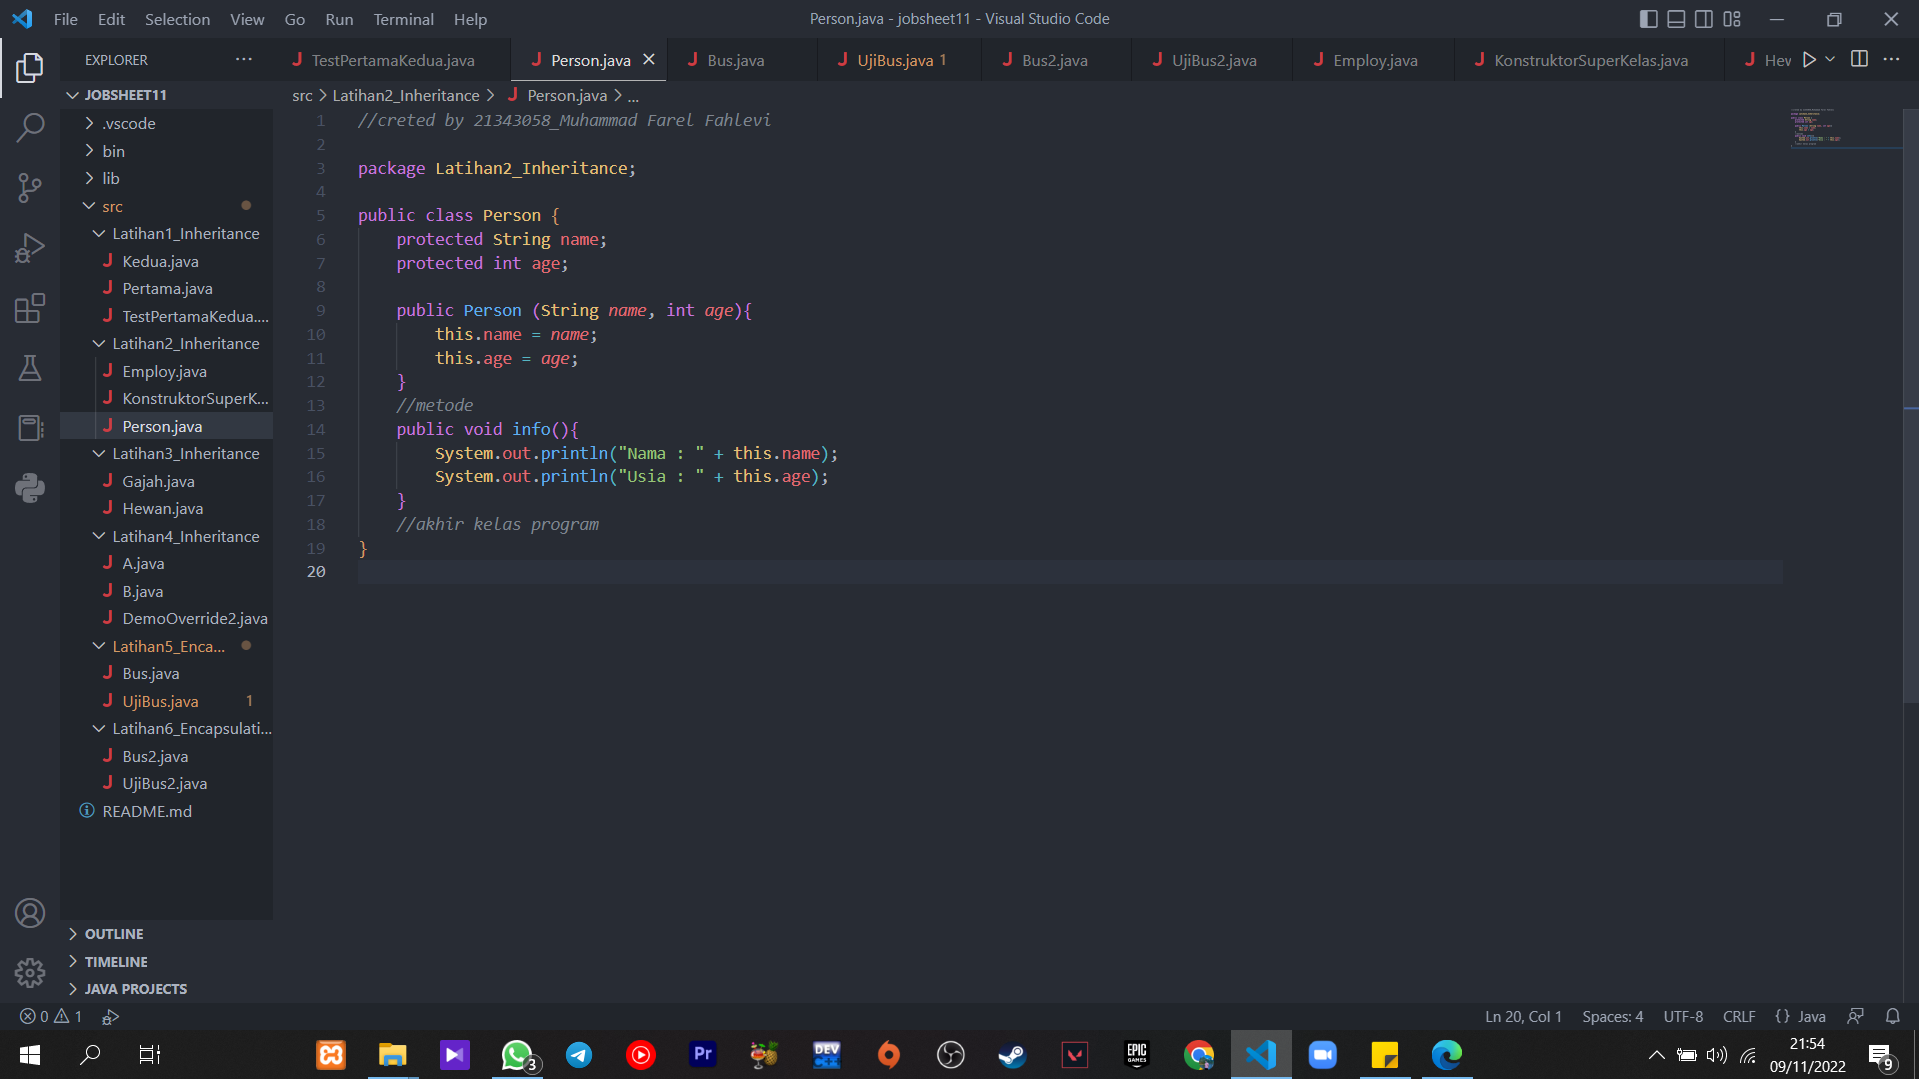 File Edit Selection View Go Run Terminal Help
Person.java - jobsheet11 - Visual Studio Code
EXPLORER
TestPertamaKedua.java Person.java Bus.java UjiBus.java 1 Bus2.java UjiBus2.java Employ.java KonstruktorSuperKelas.java Hew
JOBSHEET11
.vscode
bin
lib
src
Latihan1_Inheritance
Kedua.java
Pertama.java
TestPertamaKedua....
Latihan2_Inheritance
Employ.java
KonstruktorSuperK...
Person.java
Latihan3_Inheritance
Gajah.java
Hewan.java
Latihan4_Inheritance
A.java
B.java
DemoOverride2.java
Latihan5_Enca...
Bus.java
UjiBus.java 1
Latihan6_Encapsulati...
Bus2.java
UjiBus2.java
README.md
OUTLINE
TIMELINE
JAVA PROJECTS
src > Latihan2_Inheritance > Person.java > ...
1 //creted by 21343058_Muhammad Farel Fahlevi
2
3 package Latihan2_Inheritance;
4
5 public class Person {
6 protected String name;
7 protected int age;
8
9 public Person (String name, int age){
10 this.name = name;
11 this.age = age;
12 }
13 //metode
14 public void info(){
15 System.out.println("Nama : " + this.name);
16 System.out.println("Usia : " + this.age);
17 }
18 //akhir kelas program
19 }
20
0 1
Ln 20, Col 1 Spaces: 4 UTF-8 CRLF {} Java
3
Pr
DEV C++
EPIC GAMES
21:54
09/11/2022
9